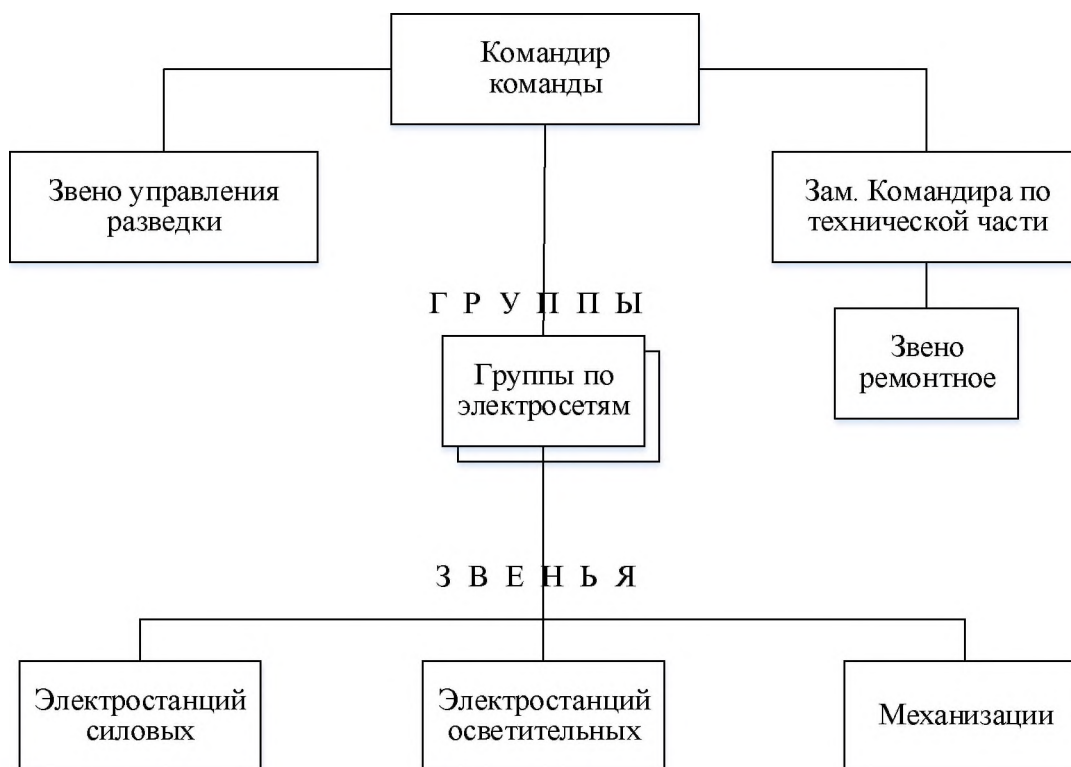 Командир
команды
Звено управления
разведки
Зам. Командира по
технической части
Г Р У П П Ы
Звено
ремонтное
Группы по
электросетям
З В Е Н Ь Я
Электростанций
силовых
Электростанций
осветительных
Механизации